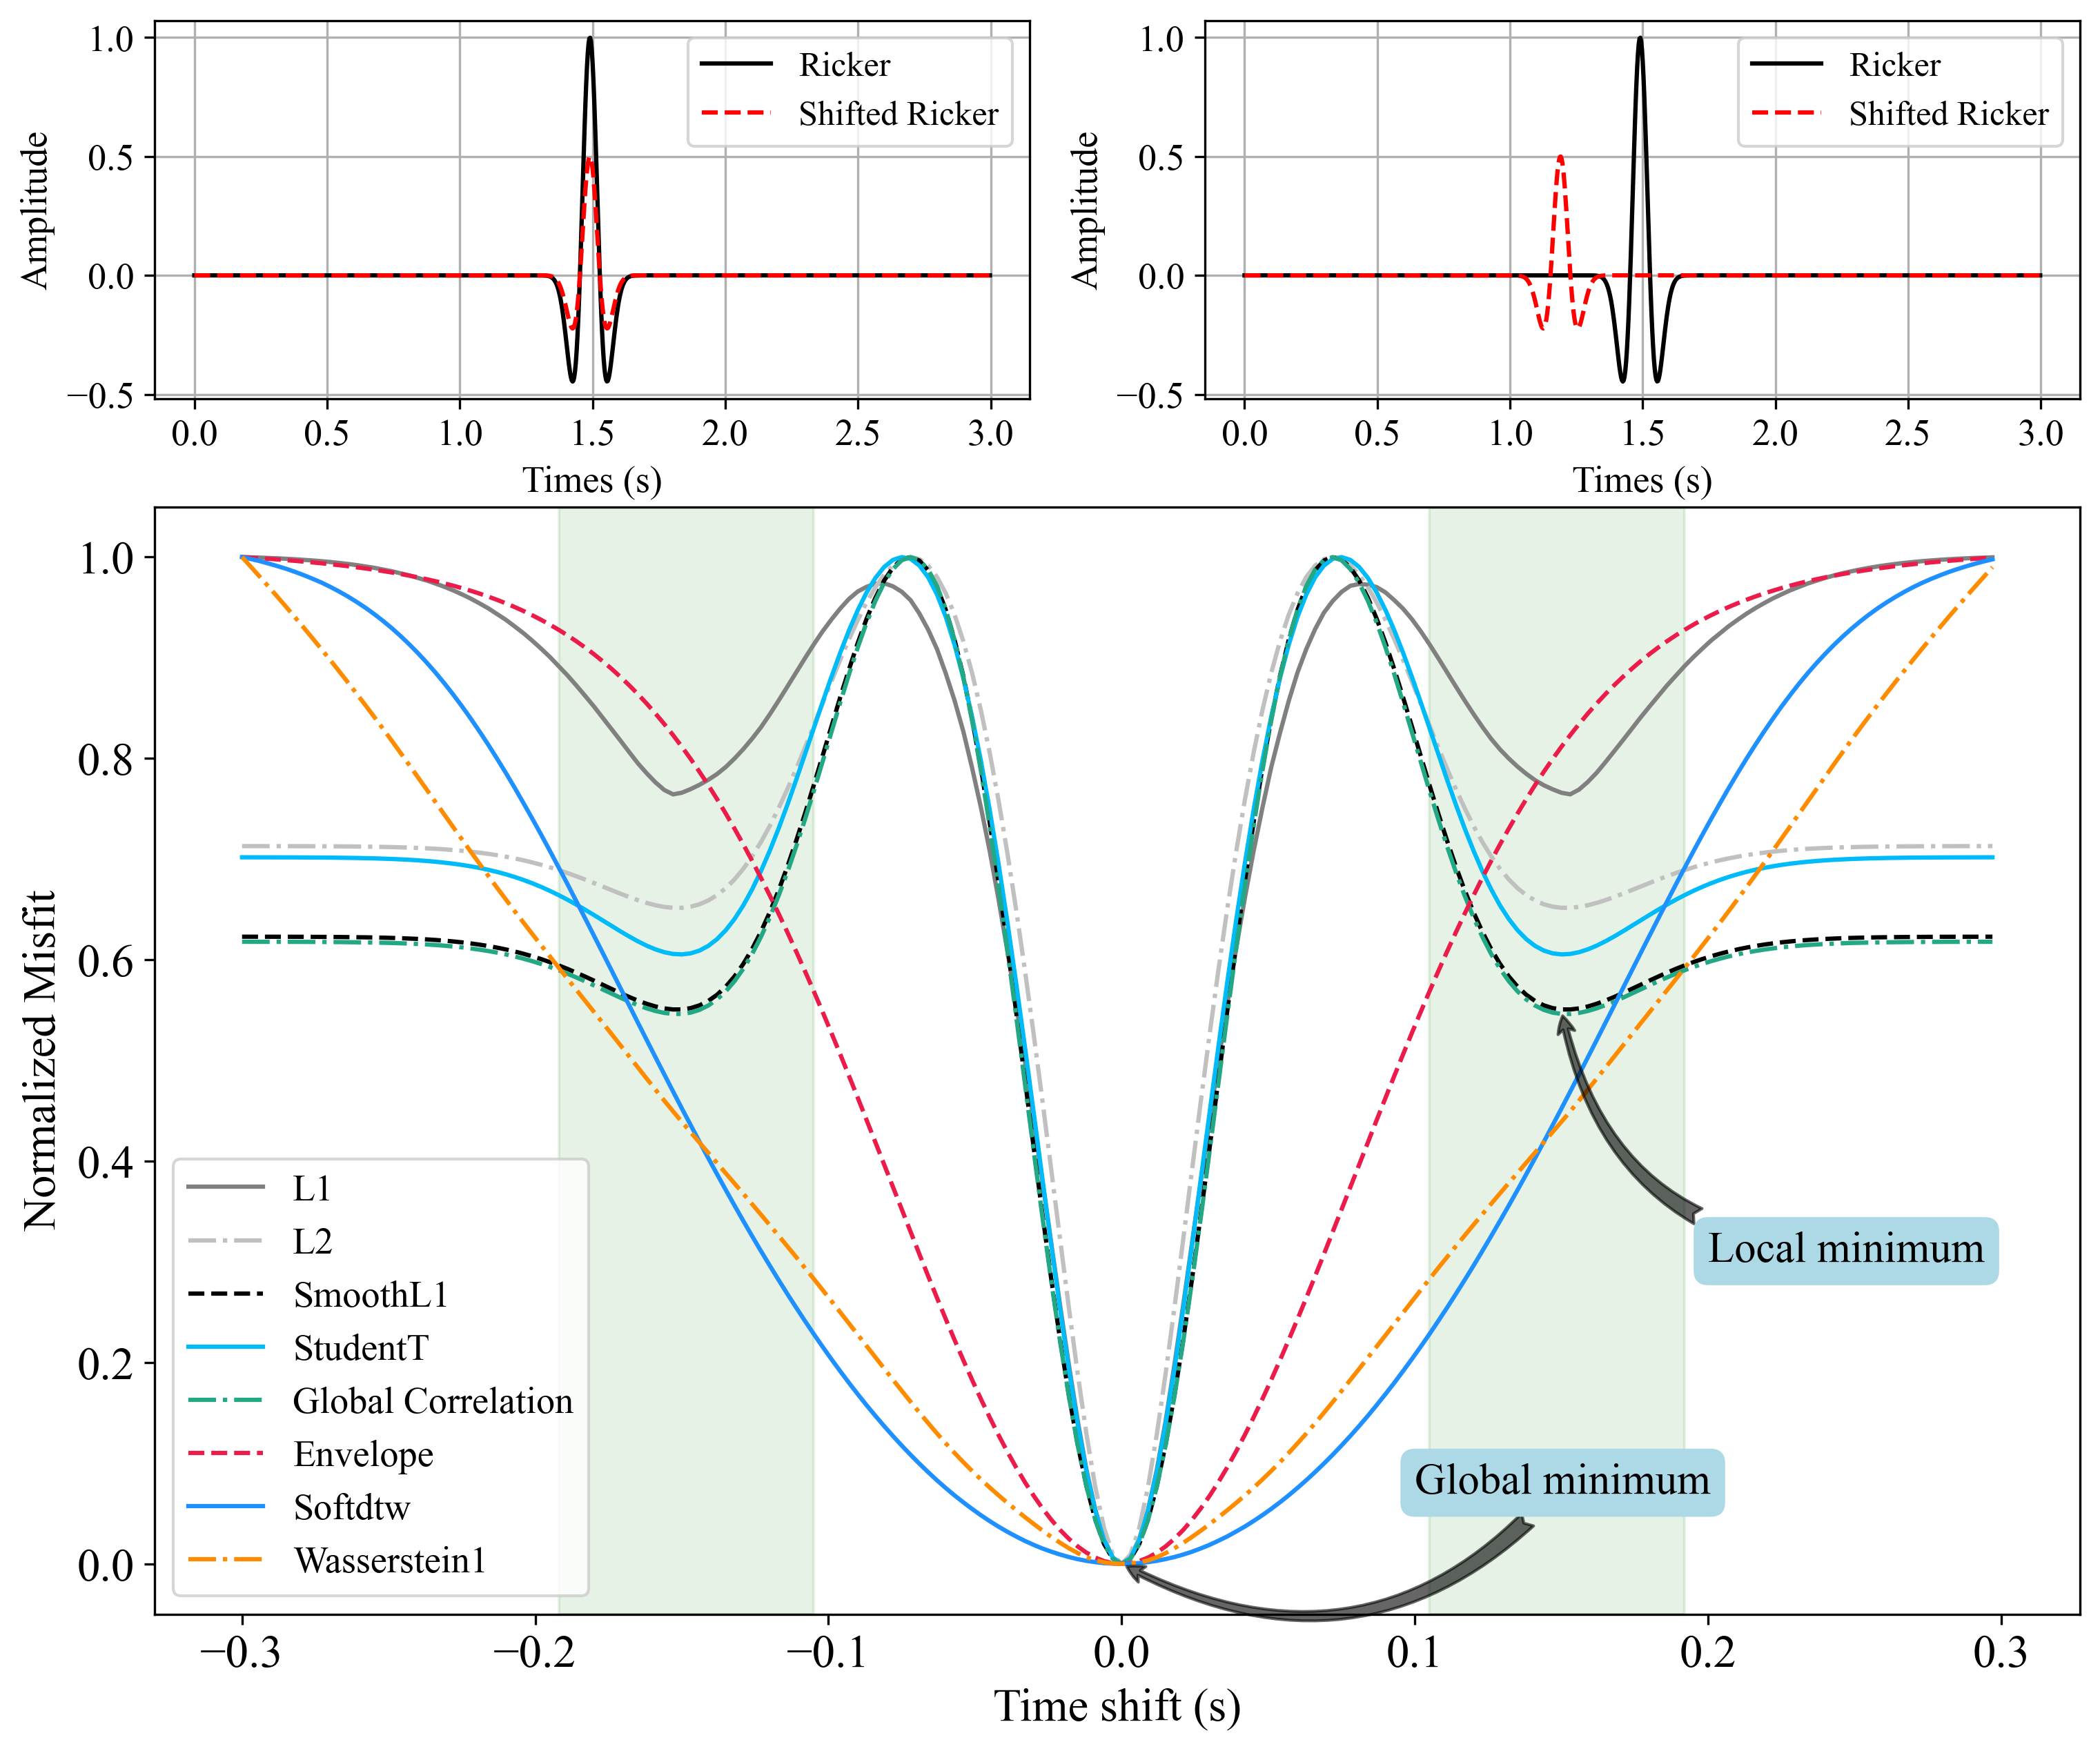 1.0
0.5
0.0
−0.5
Amplitude
Ricker
Shifted Ricker
0.0 0.5 1.0 1.5 2.0 2.5 3.0
Times (s)
1.0
0.5
0.0
−0.5
Amplitude
Ricker
Shifted Ricker
0.0 0.5 1.0 1.5 2.0 2.5 3.0
Times (s)
1.0
0.8
0.6
0.4
0.2
0.0
Normalized Misfit
L1
L2
SmoothL1
StudentT
Global Correlation
Envelope
Softdtw
Wasserstein1
Local minimum
Global minimum
−0.3 −0.2 −0.1 0.0 0.1 0.2 0.3
Time shift (s)